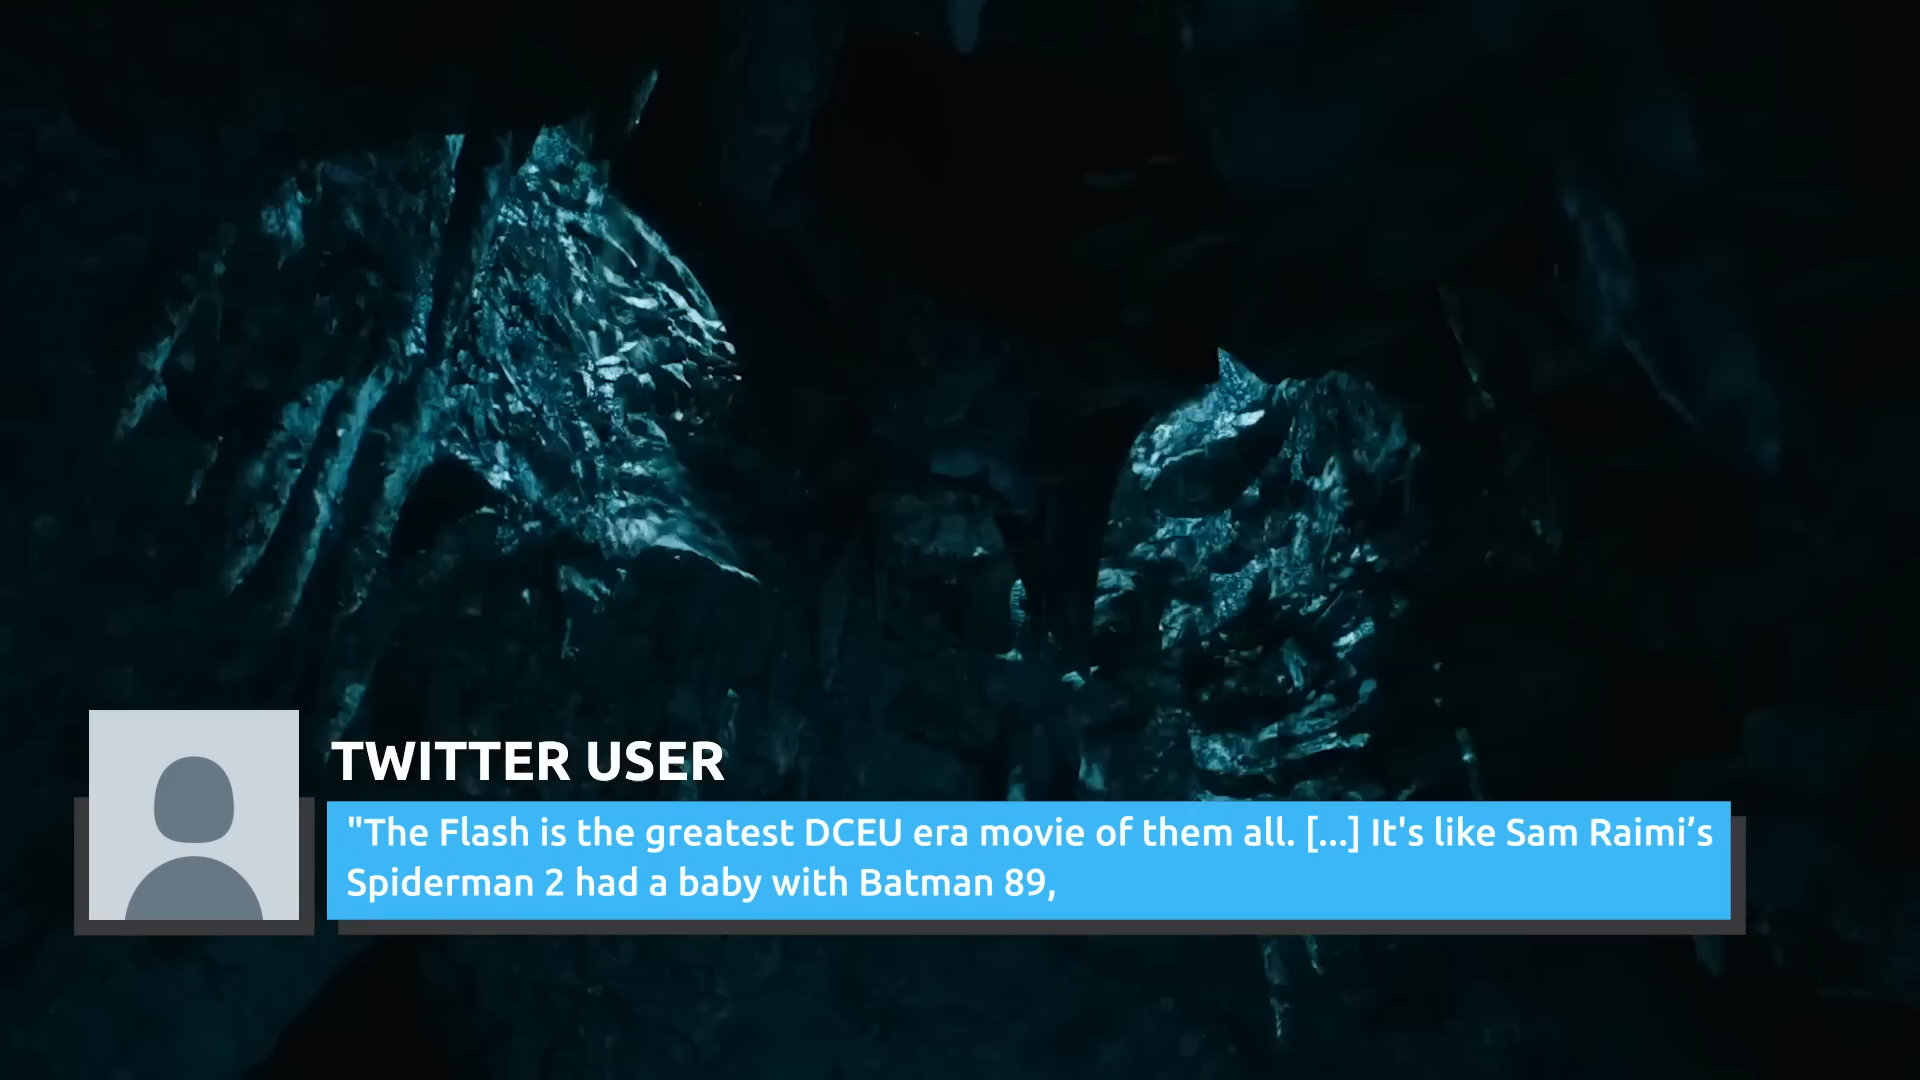 TWITTER USER
"The Flash is the greatest DCEU era movie of them all. [...] It's like Sam Raimi’s
Spiderman 2 had a baby with Batman 89,